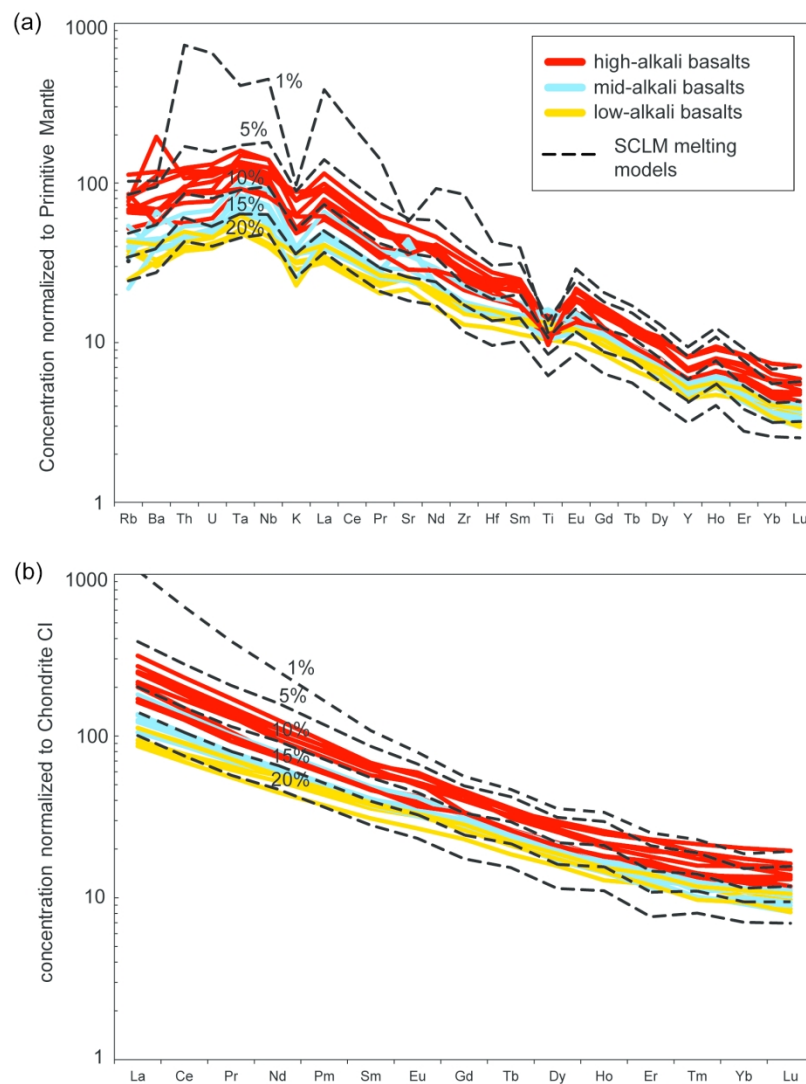 (a)
1000
100
10
1
Concentration normalized to Primitive Mantle
high-alkali basalts
mid-alkali basalts
low-alkali basalts
SCLM melting
models
1%
5%
10%
15%
20%
Rb Ba Th U Ta Nb K La Ce Pr Sr Nd Zr Hf Sm Ti Eu Gd Tb Dy Y Ho Er Yb Lu
(b)
1000
100
10
1
concentration normalized to Chondrite CI
1%
5%
10%
15%
20%
La Ce Pr Nd Pm Sm Eu Gd Tb Dy Ho Er Tm Yb Lu